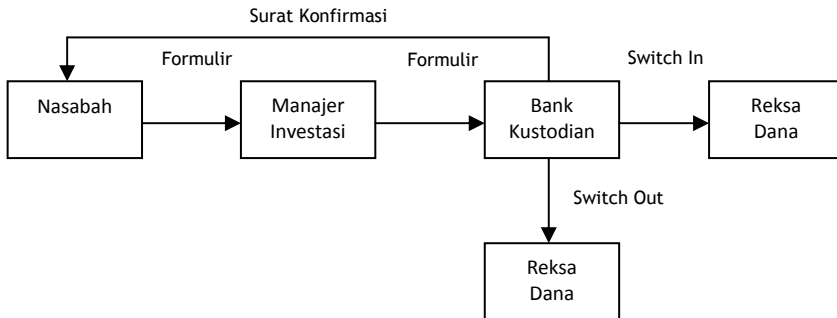 Surat Konfirmasi
Formulir
Formulir
Switch In
Nasabah
Manajer
Investasi
Bank
Kustodian
Reksa
Dana
Switch Out
Reksa
Dana